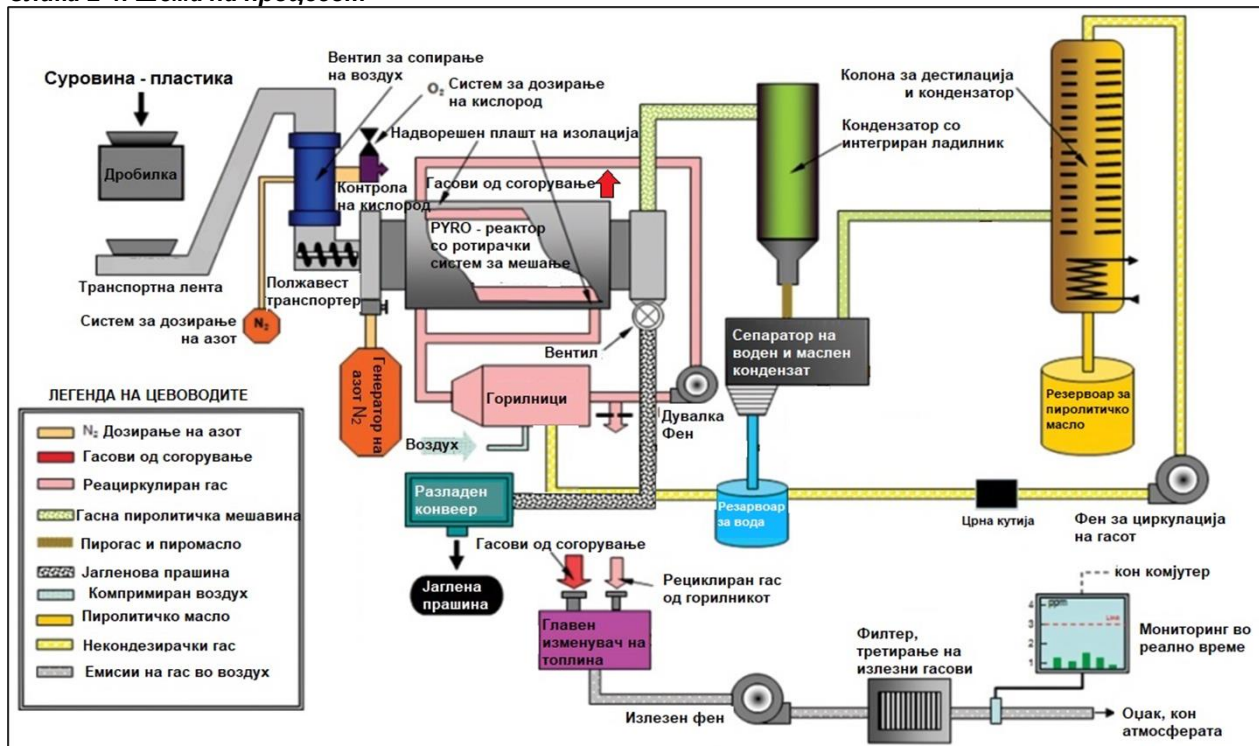 Суровина - пластика
Дробилка
Транспортна лента
Вентил за сопирање
на воздух
O₂ Систем за дозирање
на кислород
Надворешен плашт на изолација
Контрола
на кислород
Гасови од согорување
PYRO - реактор
со ротирачки
систем за мешање
Полжавест
транспортер
N₂
Систем за дозирање
на азот
Генератор на
азот N₂
Вентил
Горилници
Дувалка
Фен
Воздух
Разладен
конвеер
Јаглена
прашина
Кондензатор со
интегриран ладилник
Колона за дестилација
и кондензатор
Сепаратор на
воден и маслен
кондензат
Резервоар за
пиролитичко
масло
Резарвоар
за вода
Црна кутија
Фен за циркулација
на гасот
ЛЕГЕНДА НА ЦЕВОВОДИТЕ
N₂ Дозирање на азот
Гасови од согорување
Реациркулиран гас
Гасна пиролитичка мешавина
Пирогас и пиромасло
Јагленова прашина
Компримиран воздух
Пиролитичко масло
Некондезирачки гас
Емисии на гас во воздух
Гасови од согорување
Рециклиран гас
од горилникот
Главен
изменувач на
топлина
Излезен фен
Филтер,
третирање на
излезни гасови
кон комјутер
ppm
4
3
2
1
Мониторинг во
реално време
Оџак, кон
атмосферата